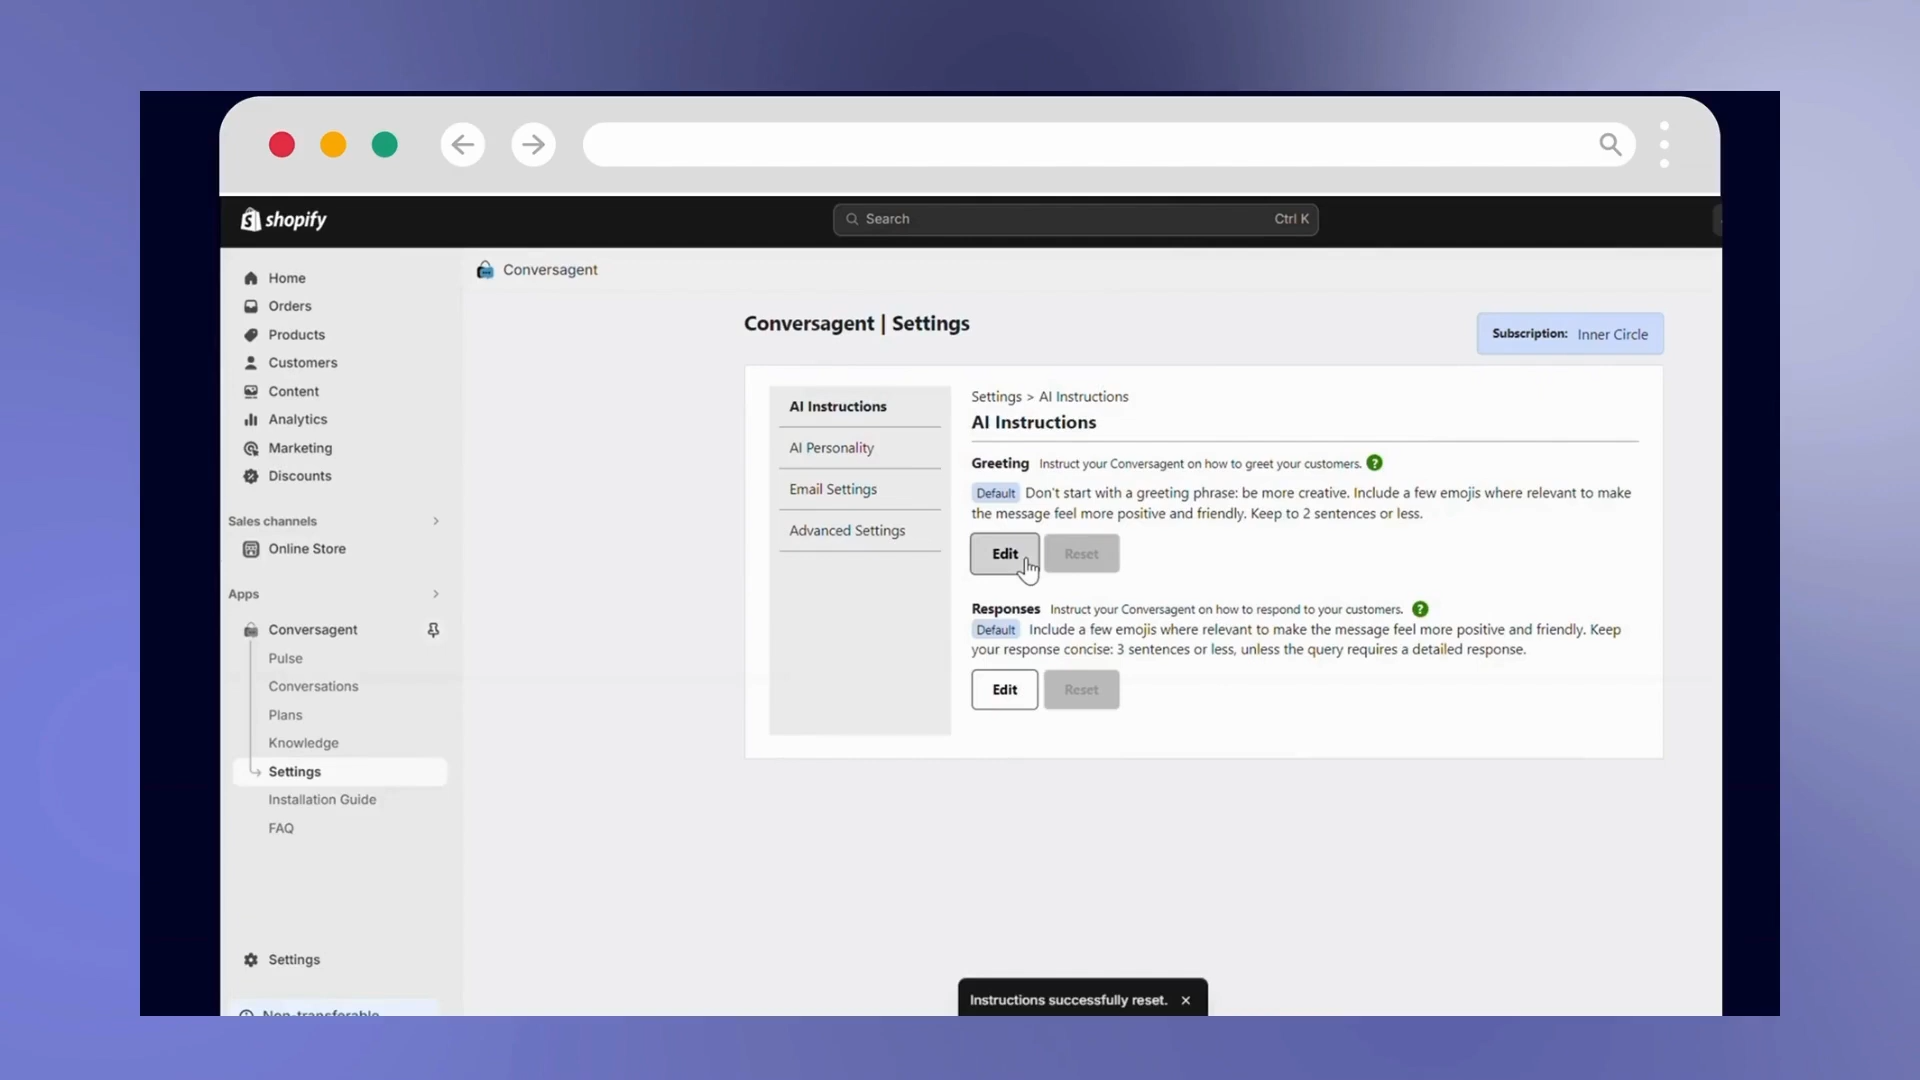 shopify
Search
Ctrl K
Home
Orders
Products
Customers
Content
Analytics
Marketing
Discounts
Sales channels
Online Store
Apps
Conversagent
Pulse
Conversations
Plans
Knowledge
Settings
Installation Guide
FAQ
Settings
Non-transferable
Conversagent
Conversagent | Settings
Subscription: Inner Circle
AI Instructions
AI Personality
Email Settings
Advanced Settings
Settings > AI Instructions
AI Instructions
Greeting Instruct your Conversagent on how to greet your customers. ?
Default Don't start with a greeting phrase: be more creative. Include a few emojis where relevant to make
the message feel more positive and friendly. Keep to 2 sentences or less.
Edit Reset
Responses Instruct your Conversagent on how to respond to your customers. ?
Default Include a few emojis where relevant to make the message feel more positive and friendly. Keep
your response concise: 3 sentences or less, unless the query requires a detailed response.
Edit Reset
Instructions successfully reset. ×